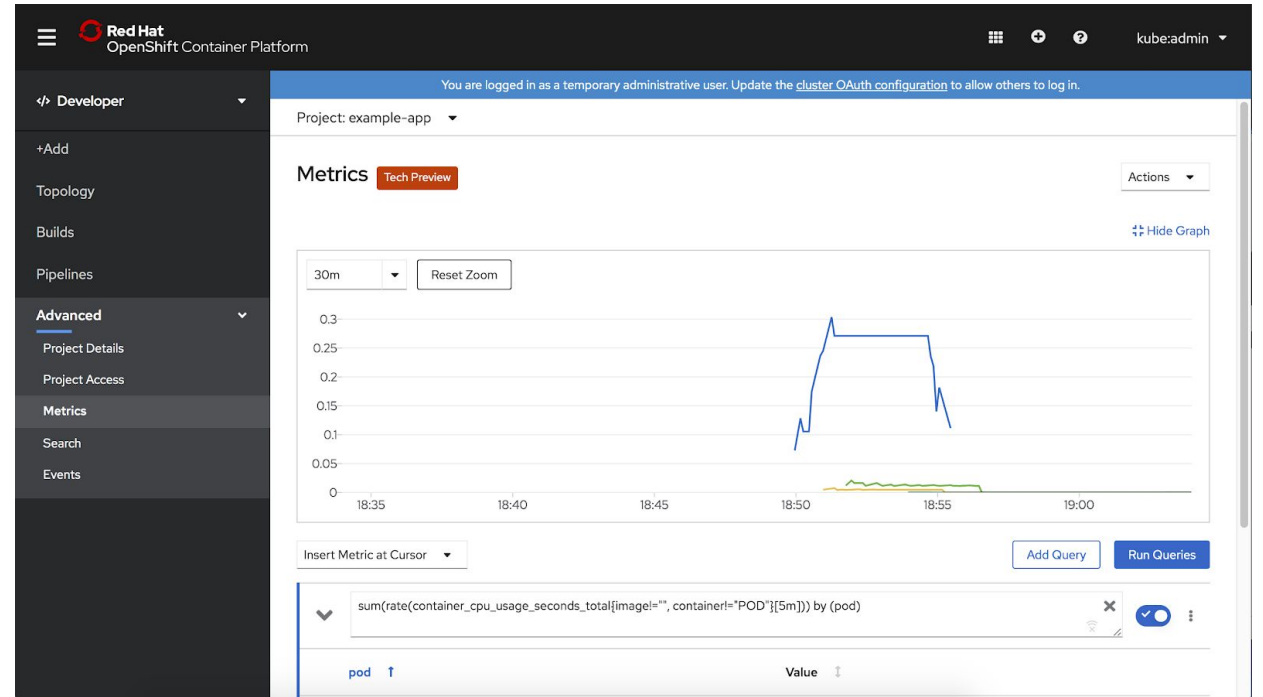 Red Hat
OpenShift Container Platform
kube:admin
</> Developer
You are logged in as a temporary administrative user. Update the cluster OAuth configuration to allow others to log in.
Project: example-app
+Add
Topology
Builds
Pipelines
Advanced
Project Details
Project Access
Metrics
Search
Events
Metrics Tech Preview
Actions
Hide Graph
30m
Reset Zoom
0.3
0.25
0.2
0.15
0.1
0.05
0
18:35 18:40 18:45 18:50 18:55 19:00
Insert Metric at Cursor
Add Query
Run Queries
sum(rate(container_cpu_usage_seconds_total{image!="", container!="POD"}[5m])) by (pod)
pod
Value